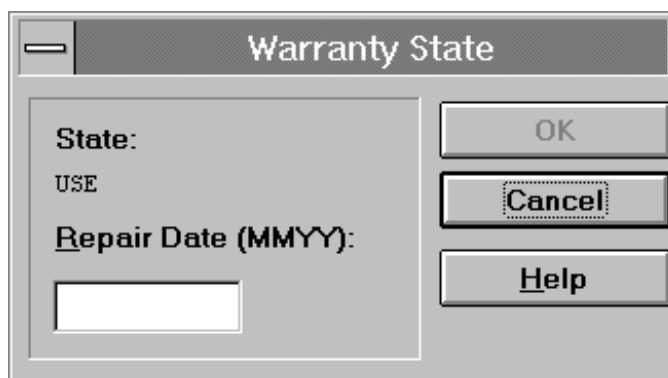 Warranty State
State:
USE
Repair Date (MMYY):
OK
Cancel
Help